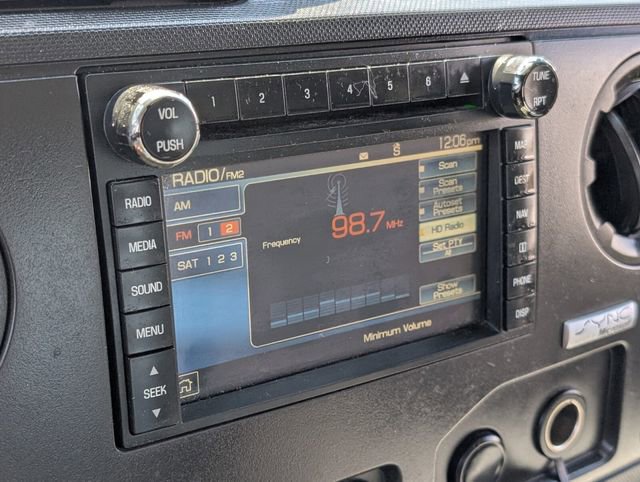 VOL
PUSH
1 2 3 4 5 6
TUNE
RPT
RADIO
MEDIA
SOUND
MENU
SEEK
RADIO/FM2
S
12:06pm
AM
FM 1 2
SAT 1 2 3
98.7 MHz
Frequency
Scan
Scan
Presets
Autoset
Presets
HD Radio
Set PTY
All
Show
Presets
Minimum Volume
MAP
DEST
NAV
PHONE
DISP
SYNC